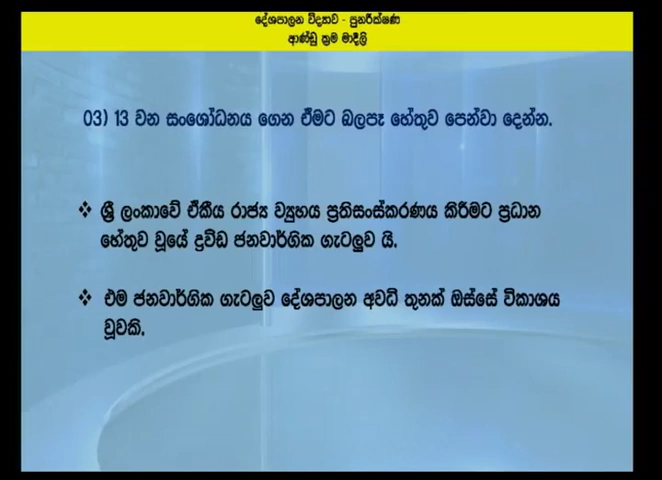 දේශපාලන විද්‍යාව - පුනරීක්ෂණ
ආණ්ඩු ක්‍රම මාදිලි
03) 13 වන සංශෝධනය ගෙන ඒමට බලපෑ හේතුව පෙන්වා දෙන්න.
❖ ශ්‍රී ලංකාවේ ඒකීය රාජ්‍ය ව්‍යුහය ප්‍රතිසංස්කරණය කිරීමට ප්‍රධාන
හේතුව වූයේ ද්‍රවිඩ ජනවාර්ගික ගැටලුව යි.
❖ එම ජනවාර්ගික ගැටලුව දේශපාලන අවධි තුනක් ඔස්සේ විකාශය
වූවකි.